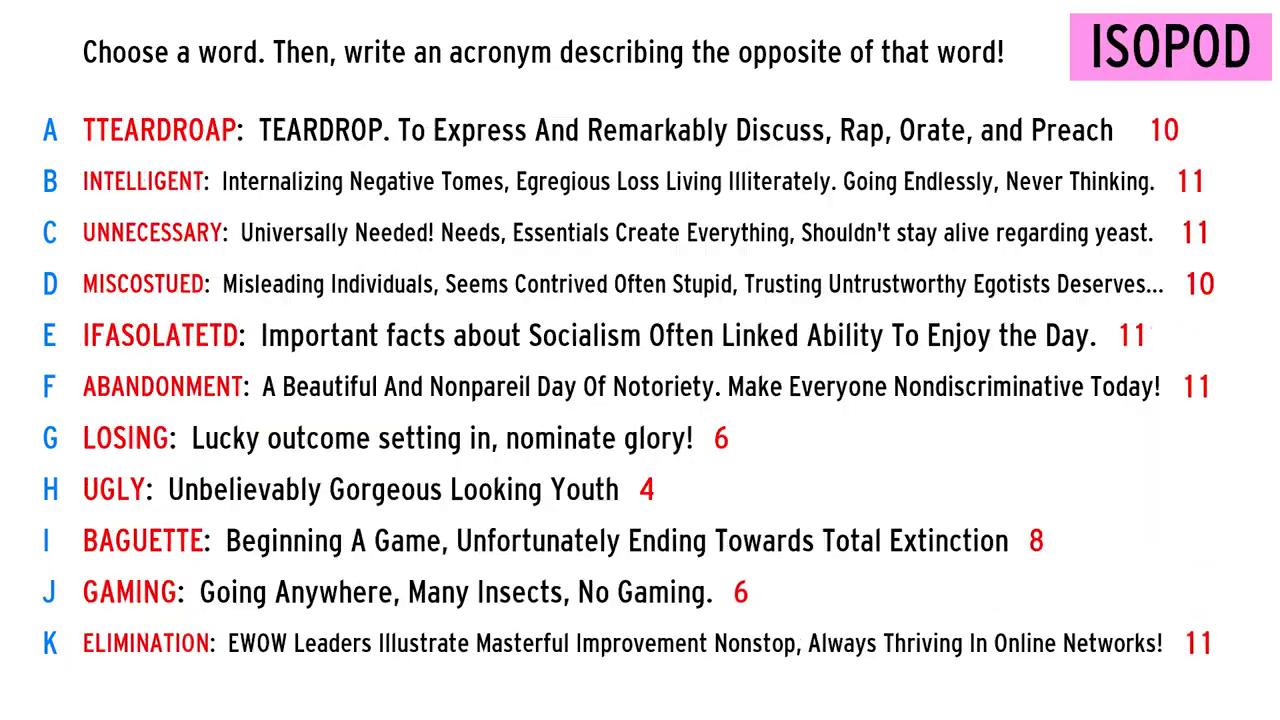 Choose a word. Then, write an acronym describing the opposite of that word!
ISOPOD
A TTEARDROAP: TEARDROP. To Express And Remarkably Discuss, Rap, Orate, and Preach 10
B INTELLIGENT: Internalizing Negative Tomes, Egregious Loss Living Illiterately. Going Endlessly, Never Thinking. 11
C UNNECESSARY: Universally Needed! Needs, Essentials Create Everything, Shouldn't stay alive regarding yeast. 11
D MISCOSTUED: Misleading Individuals, Seems Contrived Often Stupid, Trusting Untrustworthy Egotists Deserves... 10
E IFASOLATETD: Important facts about Socialism Often Linked Ability To Enjoy the Day. 11
F ABANDONMENT: A Beautiful And Nonpareil Day Of Notoriety. Make Everyone Nondiscriminative Today! 11
G LOSING: Lucky outcome setting in, nominate glory! 6
H UGLY: Unbelievably Gorgeous Looking Youth 4
I BAGUETTE: Beginning A Game, Unfortunately Ending Towards Total Extinction 8
J GAMING: Going Anywhere, Many Insects, No Gaming. 6
K ELIMINATION: EWOW Leaders Illustrate Masterful Improvement Nonstop, Always Thriving In Online Networks! 11